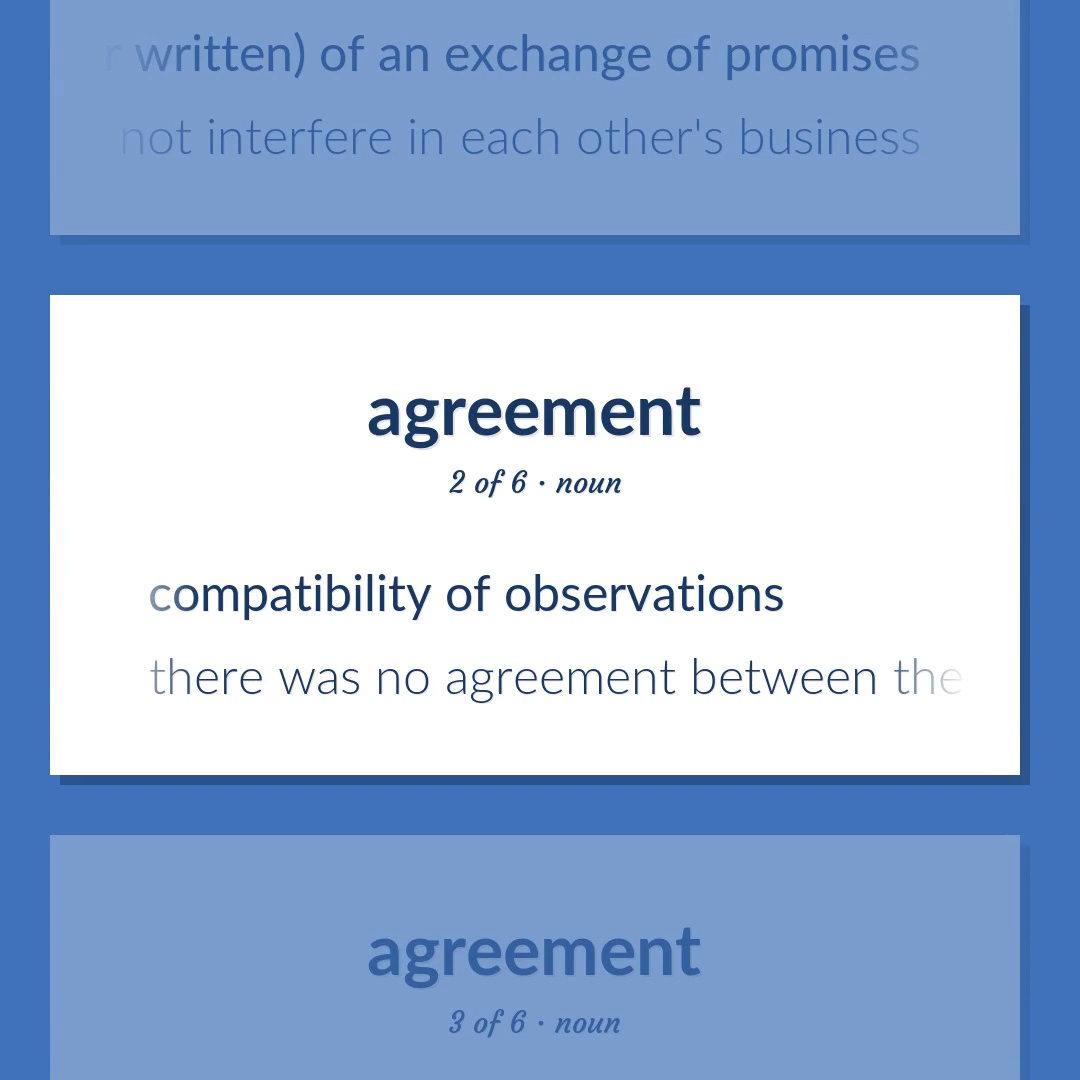 written) of an exchange of promises
not interfere in each other's business
agreement
2 of 6 · noun
compatibility of observations
there was no agreement between the
agreement
3 of 6 · noun